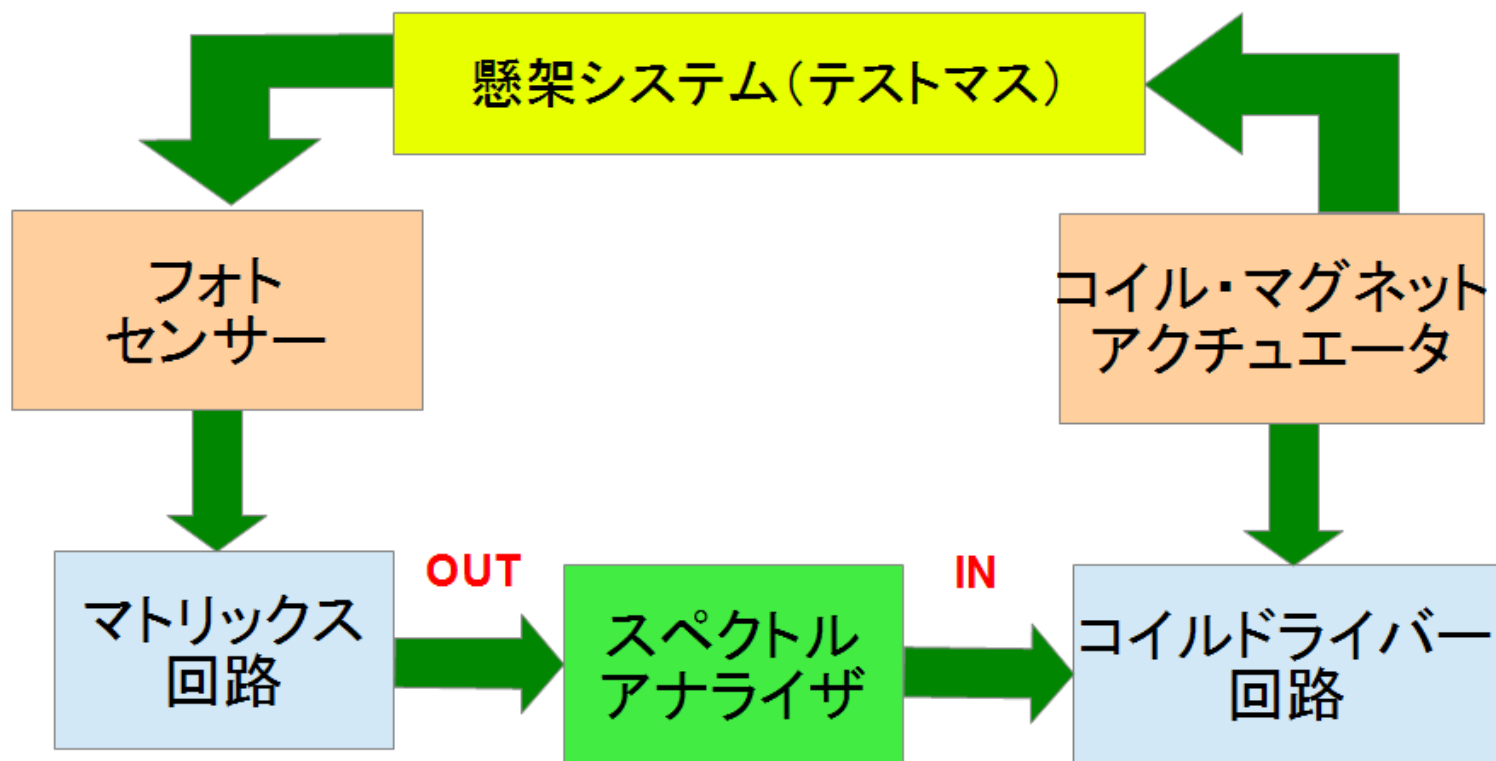 懸架システム（テストマス）
フォト
センサー
コイル・マグネット
アクチュエータ
マトリックス
回路
OUT
スペクトル
アナライザ
IN
コイルドライバー
回路